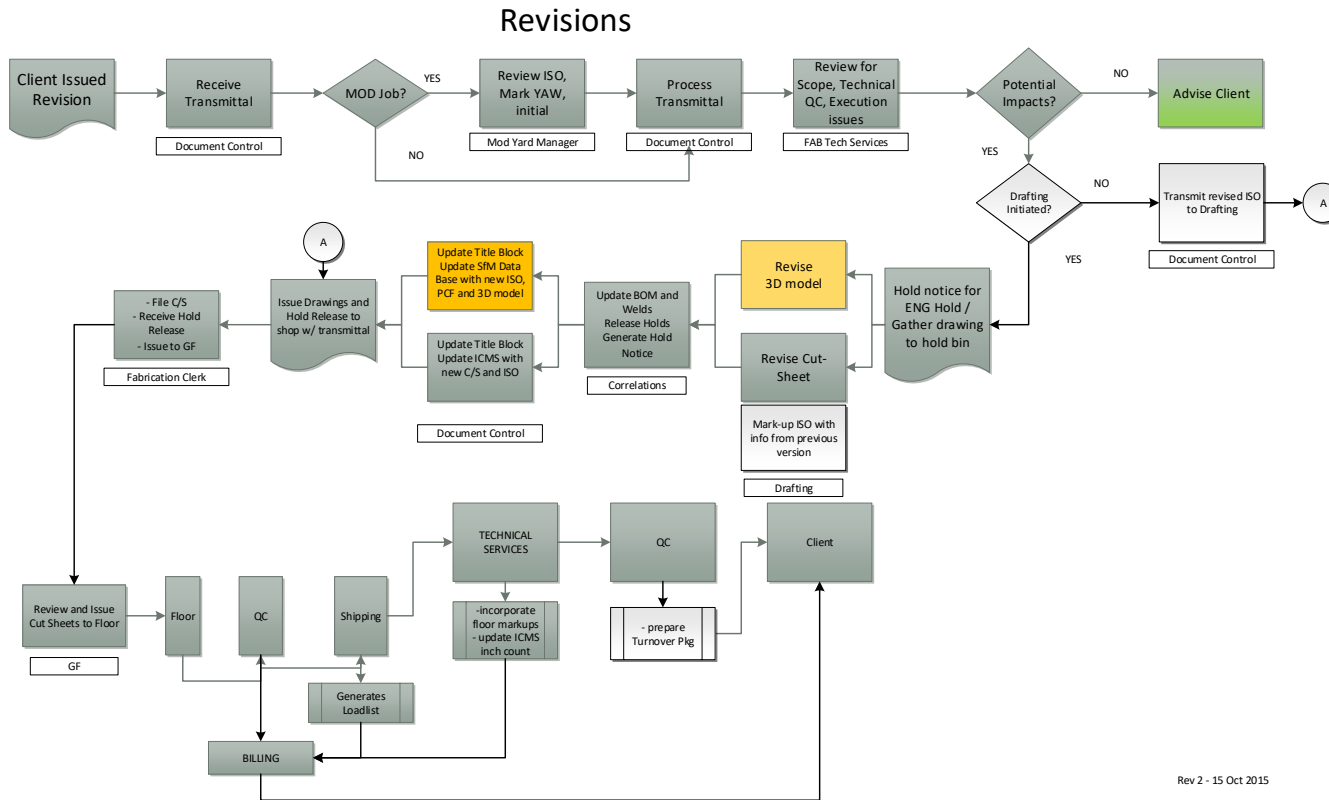 Revisions
Client Issued
Revision
Receive
Transmittal
Document Control
MOD Job?
YES
NO
Review ISO,
Mark YAW,
initial
Mod Yard Manager
Process
Transmittal
Document Control
Review for
Scope, Technical
QC, Execution
issues
FAB Tech Services
Potential
Impacts?
NO
YES
Advise Client
Drafting
Initiated?
NO
YES
Transmit revised ISO
to Drafting
Document Control
A
Hold notice for
ENG Hold /
Gather drawing
to hold bin
Revise
3D model
Revise Cut-
Sheet
Mark-up ISO with
info from previous
version
Drafting
Update BOM and
Welds
Release Holds
Generate Hold
Notice
Correlations
Update Title Block
Update SfM Data
Base with new ISO,
PCF and 3D model
Update Title Block
Update ICMS with
new C/S and ISO
Document Control
A
Issue Drawings and
Hold Release to
shop w/ transmittal
- File C/S
- Receive Hold
Release
- Issue to GF
Fabrication Clerk
Review and Issue
Cut Sheets to Floor
GF
Floor
QC
Shipping
Generates
Loadlist
BILLING
TECHNICAL
SERVICES
-incorporate
floor markups
- update ICMS
inch count
QC
- prepare
Turnover Pkg
Client
Rev 2 - 15 Oct 2015